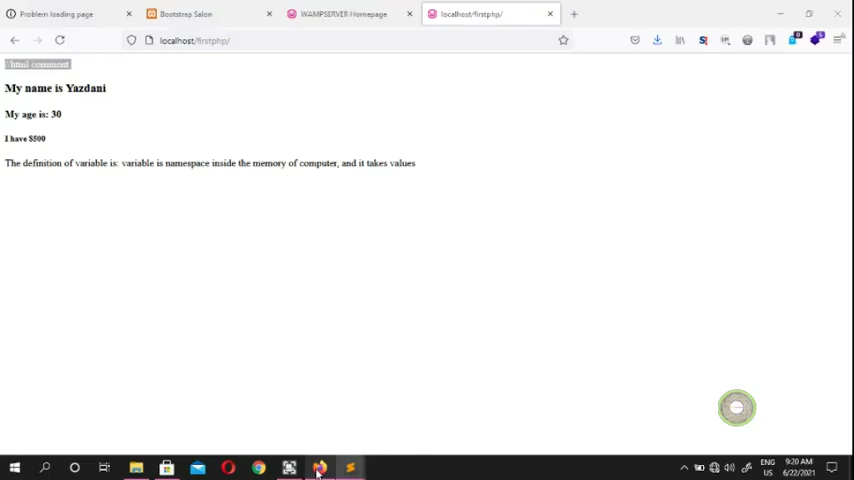 Problem loading page
Bootstrap Salon
WAMPSERVER Homepage
localhost/firstphp/
localhost/firstphp/
html comment
My name is Yazdani
My age is: 30
I have $500
The definition of variable is: variable is namespace inside the memory of computer, and it takes values
ENG
US
9:20 AM
6/22/2021